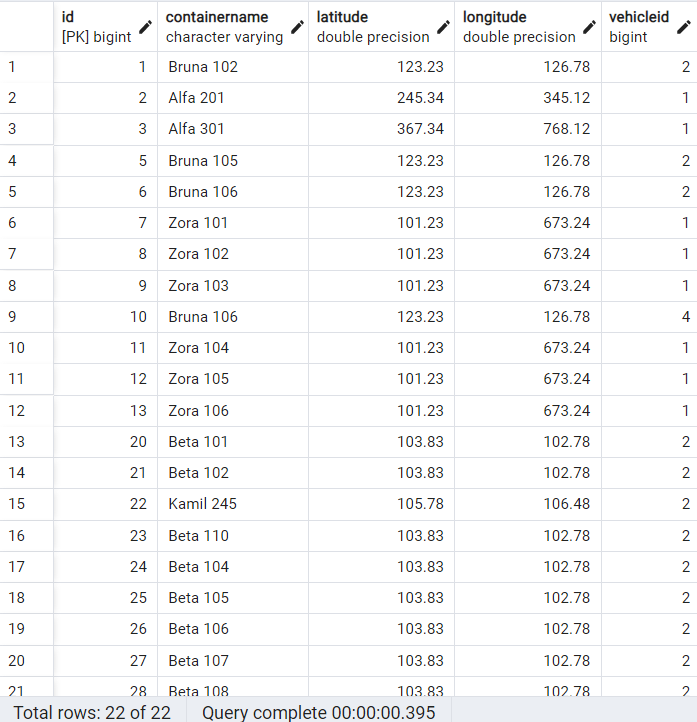 id containername latitude longitude vehicleid
[PK] bigint character varying double precision double precision bigint
1 1 Bruna 102 123.23 126.78 2
2 2 Alfa 201 245.34 345.12 1
3 3 Alfa 301 367.34 768.12 1
4 5 Bruna 105 123.23 126.78 2
5 6 Bruna 106 123.23 126.78 2
6 7 Zora 101 101.23 673.24 1
7 8 Zora 102 101.23 673.24 1
8 9 Zora 103 101.23 673.24 1
9 10 Bruna 106 123.23 126.78 4
10 11 Zora 104 101.23 673.24 1
11 12 Zora 105 101.23 673.24 1
12 13 Zora 106 101.23 673.24 1
13 20 Beta 101 103.83 102.78 2
14 21 Beta 102 103.83 102.78 2
15 22 Kamil 245 105.78 106.48 2
16 23 Beta 110 103.83 102.78 2
17 24 Beta 104 103.83 102.78 2
18 25 Beta 105 103.83 102.78 2
19 26 Beta 106 103.83 102.78 2
20 27 Beta 107 103.83 102.78 2
21 28 Beta 108 103.83 102.78 2
Total rows: 22 of 22 Query complete 00:00:00.395